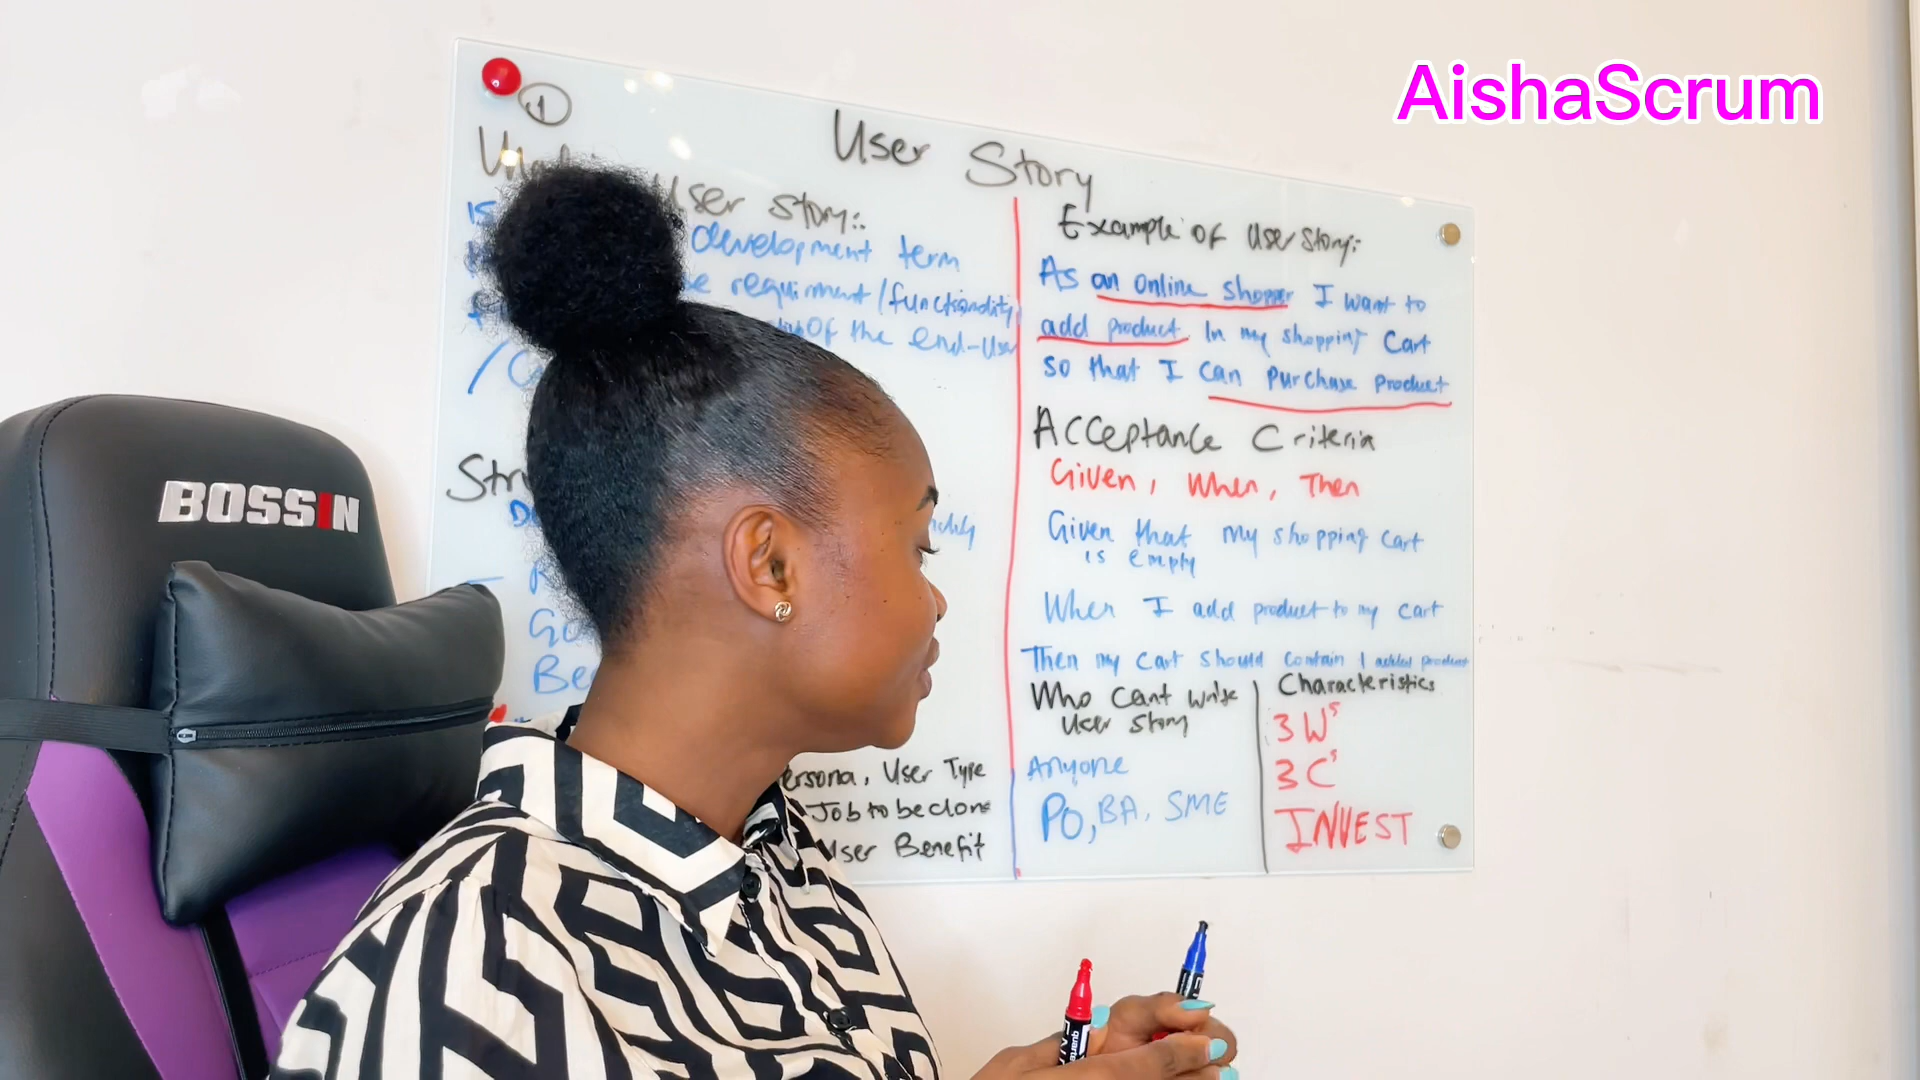 AishaScrum
1
User Story
User story:
development term
requirment / functionality
of the end-user
Persona, User Type
Job to be done
User Benefit
Example of User story:
As an online shopper I want to
add product in my shopping cart
so that I can purchase product
Acceptance Criteria
Given, When, Then
Given that my shopping cart
is empty
When I add product to my cart
Then my cart should contain 1 added product
Who Can't write
User story
Anyone
PO, BA, SME
Characteristics
3 W's
3 C's
INVEST
BOSSIN